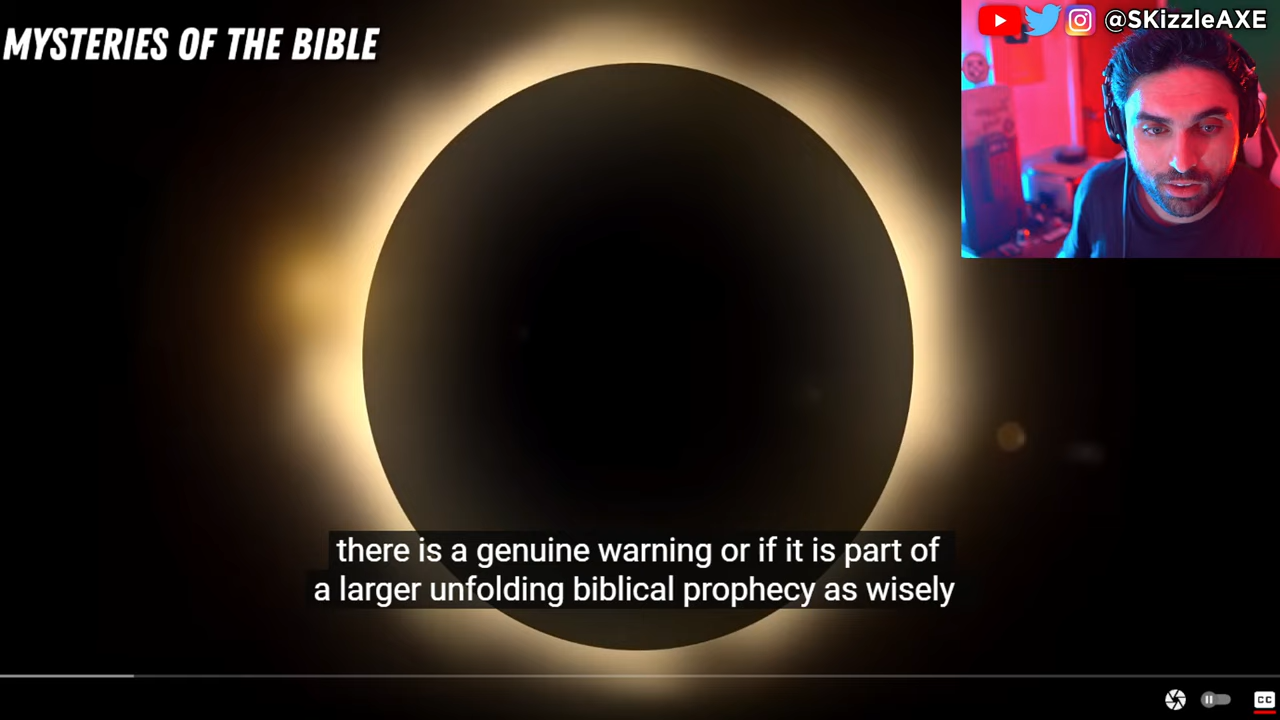 MYSTERIES OF THE BIBLE
@SKizzleAXE
there is a genuine warning or if it is part of
a larger unfolding biblical prophecy as wisely
CC